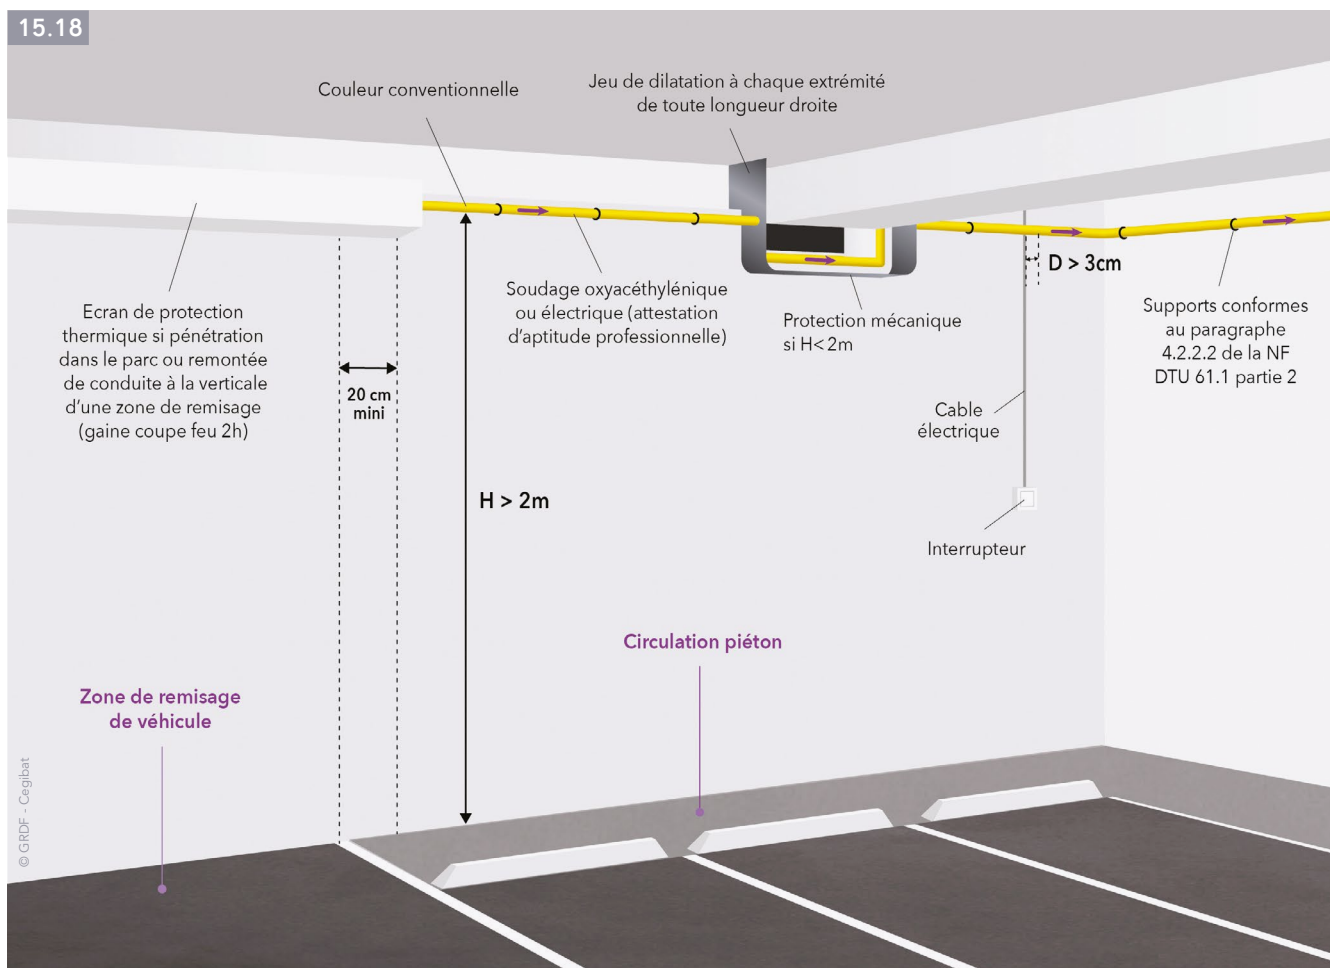 15.18
Couleur conventionnelle
Jeu de dilatation à chaque extrémité
de toute longueur droite
Ecran de protection
thermique si pénétration
dans le parc ou remontée
de conduite à la verticale
d'une zone de remisage
(gaine coupe feu 2h)
20 cm
mini
Soudage oxyacéthylénique
ou électrique (attestation
d'aptitude professionnelle)
H > 2m
Protection mécanique
si H< 2m
D > 3cm
Supports conformes
au paragraphe
4.2.2.2 de la NF
DTU 61.1 partie 2
Cable
électrique
Interrupteur
Circulation piéton
Zone de remisage
de véhicule
© GRDF - Cegibat